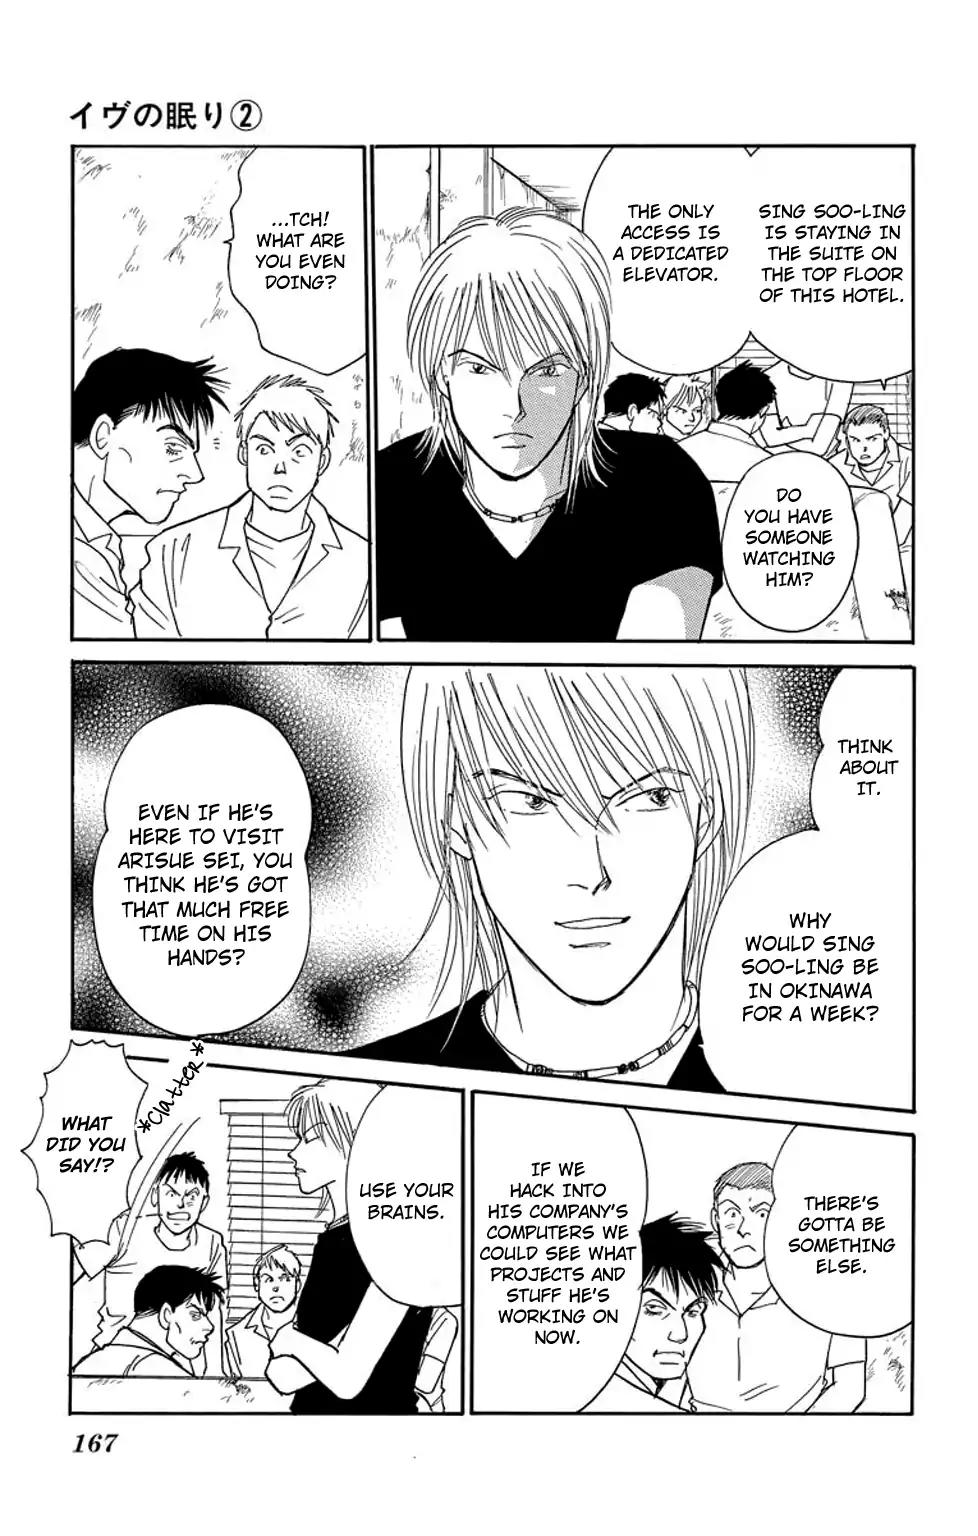 イヴの眠り②
SING SOO-LING
IS STAYING IN
THE SUITE ON
THE TOP FLOOR
OF THIS HOTEL.
THE ONLY
ACCESS IS
A DEDICATED
ELEVATOR.
DO
YOU HAVE
SOMEONE
WATCHING
HIM?
...TCH!
WHAT ARE
YOU EVEN
DOING?
THINK
ABOUT
IT.
WHY
WOULD SING
SOO-LING BE
IN OKINAWA
FOR A WEEK?
EVEN IF HE'S
HERE TO VISIT
ARISUE SEI, YOU
THINK HE'S GOT
THAT MUCH FREE
TIME ON HIS
HANDS?
THERE'S
GOTTA BE
SOMETHING
ELSE.
IF WE
HACK INTO
HIS COMPANY'S
COMPUTERS WE
COULD SEE WHAT
PROJECTS AND
STUFF HE'S
WORKING ON
NOW.
USE YOUR
BRAINS.
*Clatter*
WHAT
DID YOU
SAY!?
167